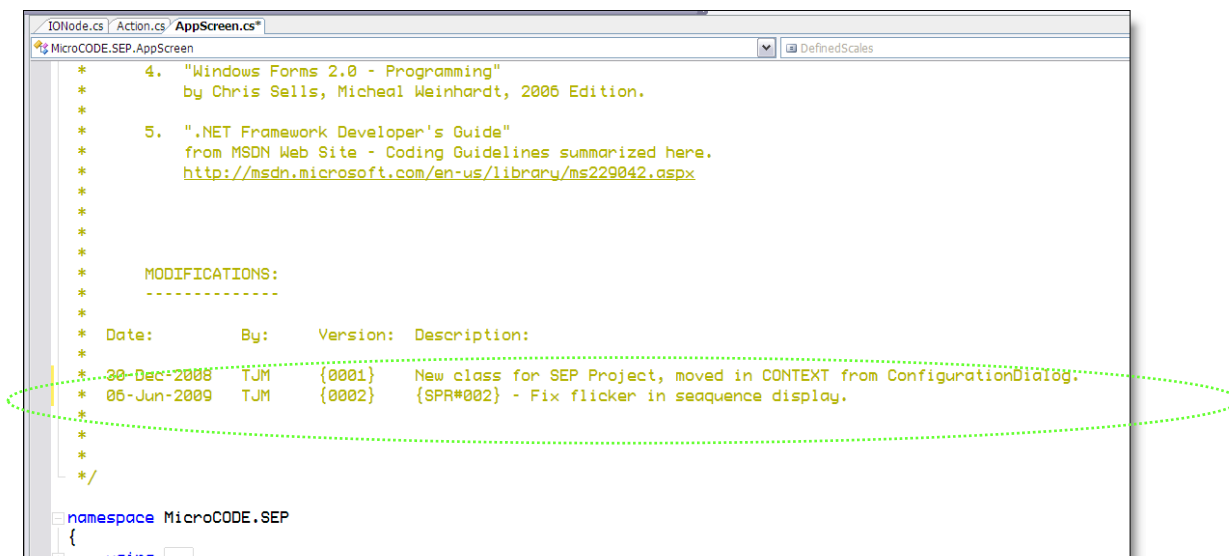 IONode.cs Action.cs AppScreen.cs*
MicroCODE.SEP.AppScreen DefinedScales
* 4. "Windows Forms 2.0 - Programming"
* by Chris Sells, Micheal Weinhardt, 2006 Edition.
*
* 5. ".NET Framework Developer's Guide"
* from MSDN Web Site - Coding Guidelines summarized here.
* http://msdn.microsoft.com/en-us/library/ms229042.aspx
*
*
*
*
* MODIFICATIONS:
* --------------
*
* Date: By: Version: Description:
*
* 30-Dec-2008 TJM {0001} New class for SEP Project, moved in CONTEXT from ConfigurationDialog.
* 06-Jun-2009 TJM {0002} {SPR#002} - Fix flicker in seaquence display.
*
*
*
*/
namespace MicroCODE.SEP
{
using ...